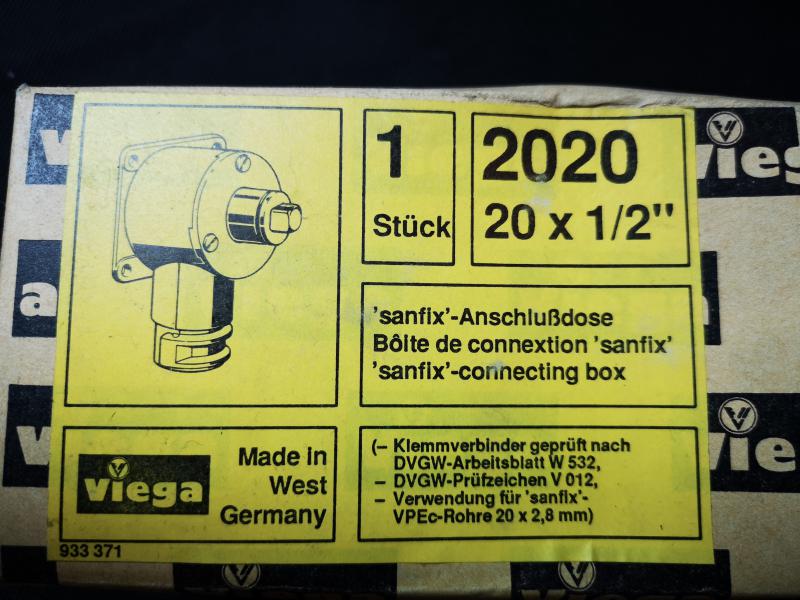 1
Stück
2020
20 x 1/2"
'sanfix'-Anschlußdose
Bôite de connextion 'sanfix'
'sanfix'-connecting box
viega
Made in
West
Germany
(- Klemmverbinder geprüft nach
DVGW-Arbeitsblatt W 532,
- DVGW-Prüfzeichen V 012,
- Verwendung für 'sanfix'-
VPEc-Rohre 20 x 2,8 mm)
933 371